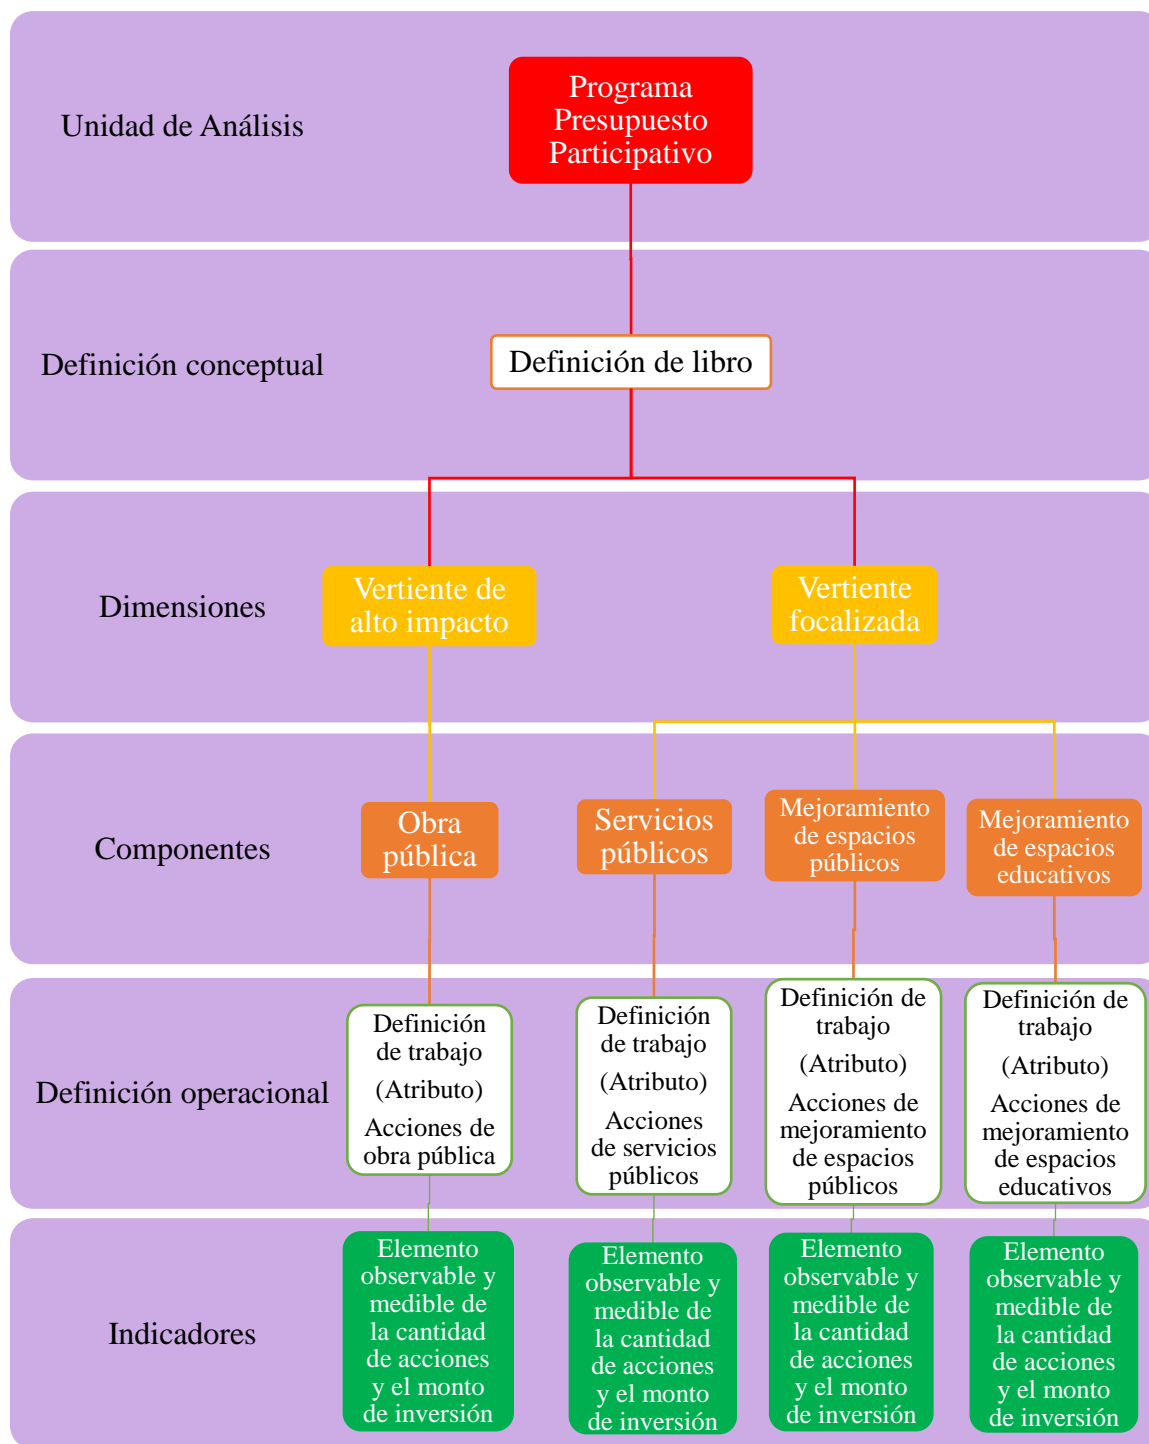 Unidad de Análisis
Programa
Presupuesto
Participativo
Definición conceptual
Definición de libro
Dimensiones
Vertiente de
alto impacto
Vertiente
focalizada
Componentes
Obra
pública
Servicios
públicos
Mejoramiento
de espacios
públicos
Mejoramiento
de espacios
educativos
Definición operacional
Definición
de trabajo
(Atributo)
Acciones de
obra pública
Definición
de trabajo
(Atributo)
Acciones
de servicios
públicos
Definición de
trabajo
(Atributo)
Acciones de
mejoramiento
de espacios
públicos
Definición de
trabajo
(Atributo)
Acciones de
mejoramiento
de espacios
educativos
Indicadores
Elemento
observable y
medible de
la cantidad
de acciones
y el monto
de inversión
Elemento
observable y
medible de
la cantidad
de acciones
y el monto
de inversión
Elemento
observable y
medible de
la cantidad
de acciones
y el monto
de inversión
Elemento
observable y
medible de
la cantidad
de acciones
y el monto
de inversión